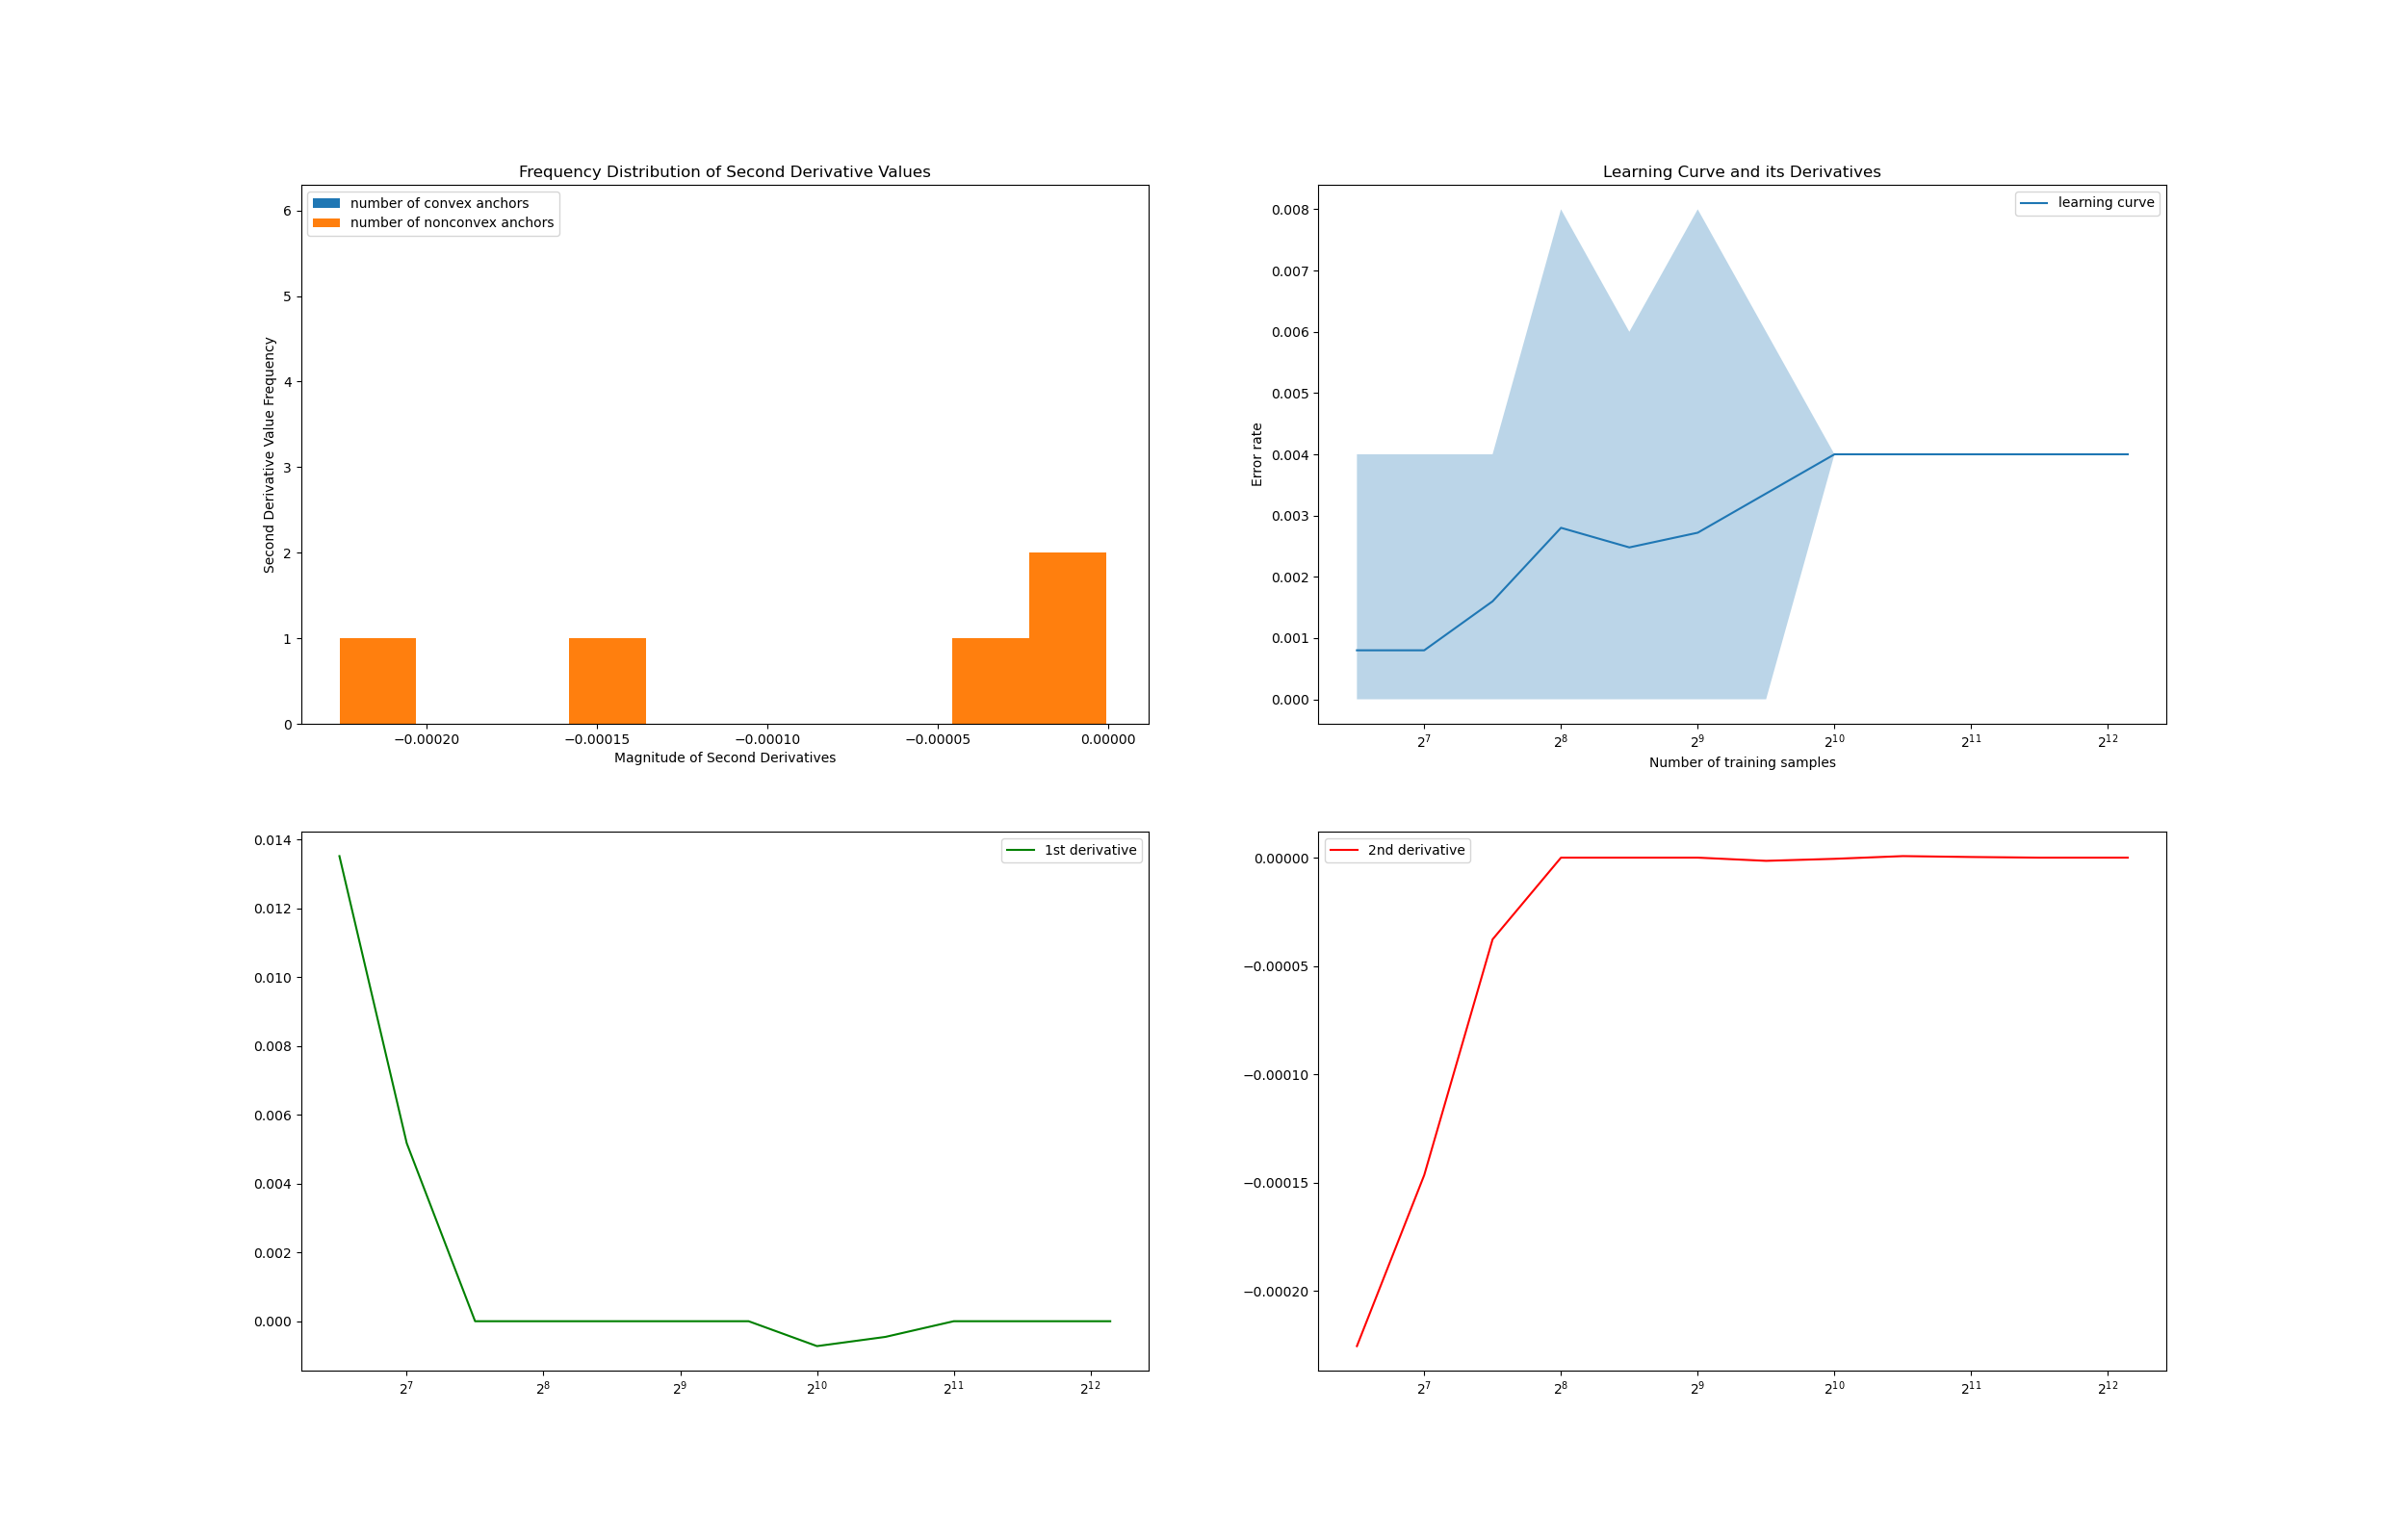 Frequency Distribution of Second Derivative Values
number of convex anchors
number of nonconvex anchors
Second Derivative Value Frequency
6
5
4
3
2
1
0
−0.00020 −0.00015 −0.00010 −0.00005 0.00000
Magnitude of Second Derivatives
Learning Curve and its Derivatives
learning curve
Error rate
0.008
0.007
0.006
0.005
0.004
0.003
0.002
0.001
0.000
2^7 2^8 2^9 2^10 2^11 2^12
Number of training samples
1st derivative
0.014
0.012
0.010
0.008
0.006
0.004
0.002
0.000
2^7 2^8 2^9 2^10 2^11 2^12
2nd derivative
0.00000
−0.00005
−0.00010
−0.00015
−0.00020
2^7 2^8 2^9 2^10 2^11 2^12